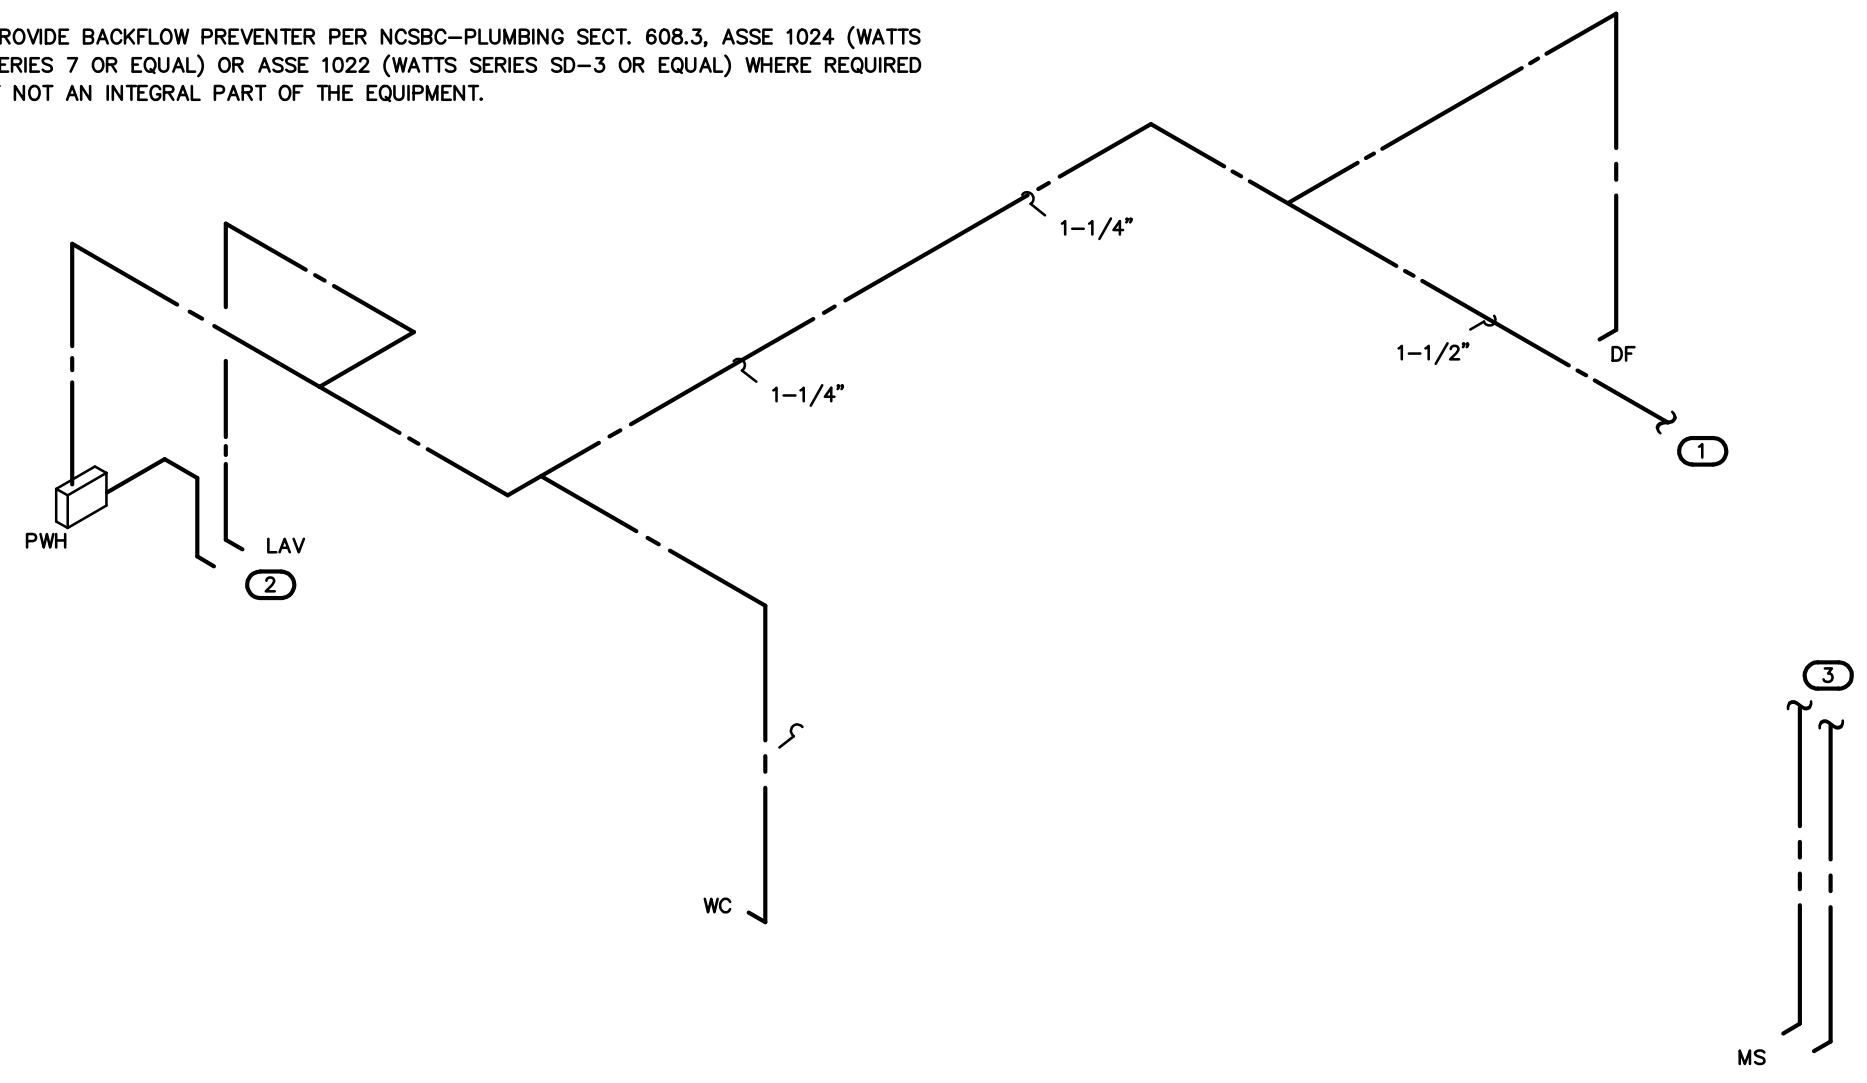 ROVIDE BACKFLOW PREVENTER PER NCSBC-PLUMBING SECT. 608.3, ASSE 1024 (WATTS
ERIES 7 OR EQUAL) OR ASSE 1022 (WATTS SERIES SD-3 OR EQUAL) WHERE REQUIRED
NOT AN INTEGRAL PART OF THE EQUIPMENT.
1-1/4"
1-1/2"
DF
1-1/4"
1
PWH
LAV
2
3
WC
MS